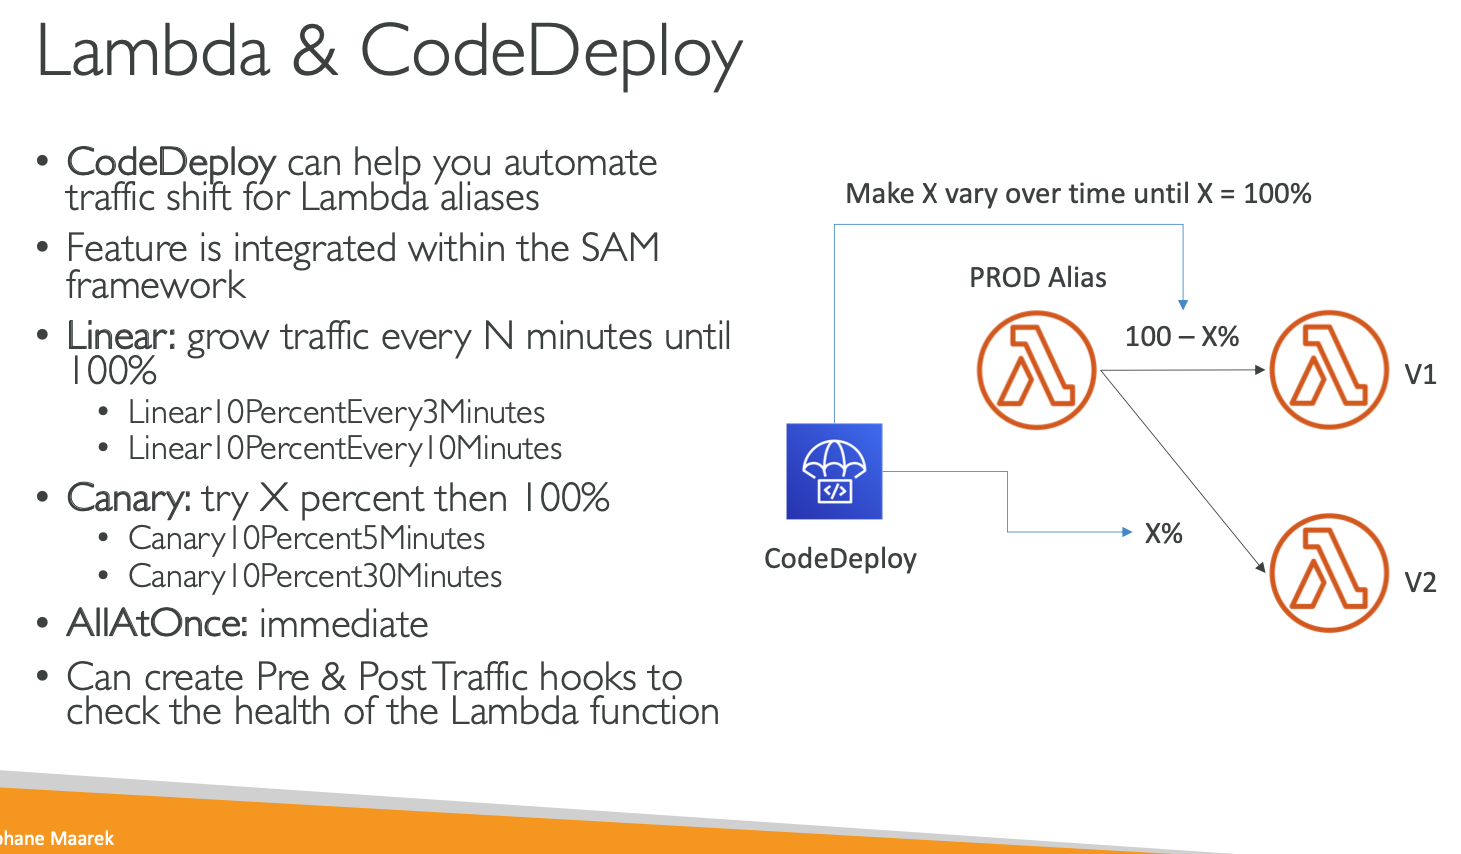 Lambda & CodeDeploy
• CodeDeploy can help you automate
traffic shift for Lambda aliases
• Feature is integrated within the SAM
framework
• Linear: grow traffic every N minutes until
100%
• Linear10PercentEvery3Minutes
• Linear10PercentEvery10Minutes
• Canary: try X percent then 100%
• Canary10Percent5Minutes
• Canary10Percent30Minutes
• AllAtOnce: immediate
• Can create Pre & Post Traffic hooks to
check the health of the Lambda function
Make X vary over time until X = 100%
PROD Alias
100 – X%
V1
CodeDeploy
</>
X%
V2
phane Maarek